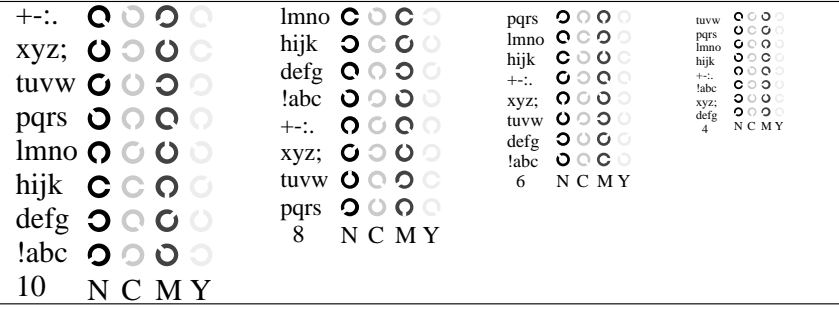 +-:.
xyz;
tuvw
pqrs
lmno
hijk
defg
!abc
10 N C M Y
lmno
hijk
defg
!abc
+-:.
xyz;
tuvw
pqrs
8 N C M Y
pqrs
lmno
hijk
+-:.
xyz;
tuvw
defg
!abc
6 N C M Y
tuvw
pqrs
lmno
hijk
+-:.
!abc
xyz;
defg
4 N C M Y